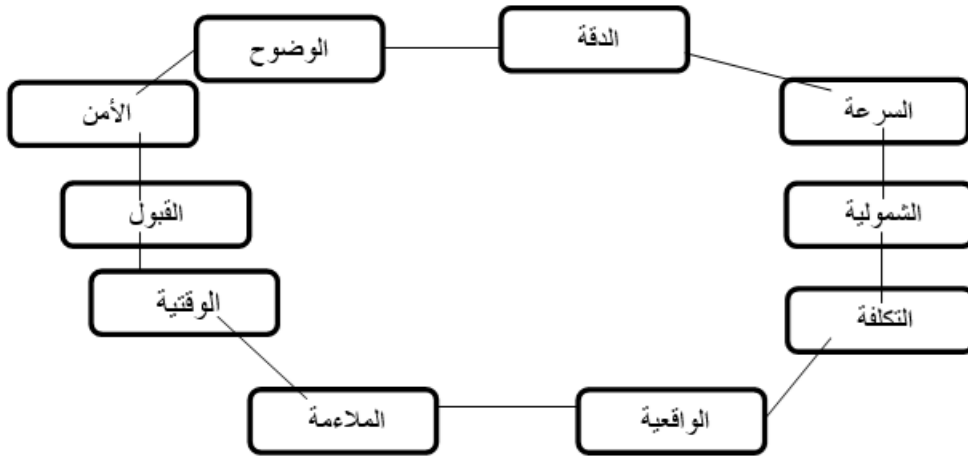 الدقة
الوضوح
السرعة
الأمن
الشمولية
القبول
الوقتية
التكلفة
الواقعية
الملاءمة